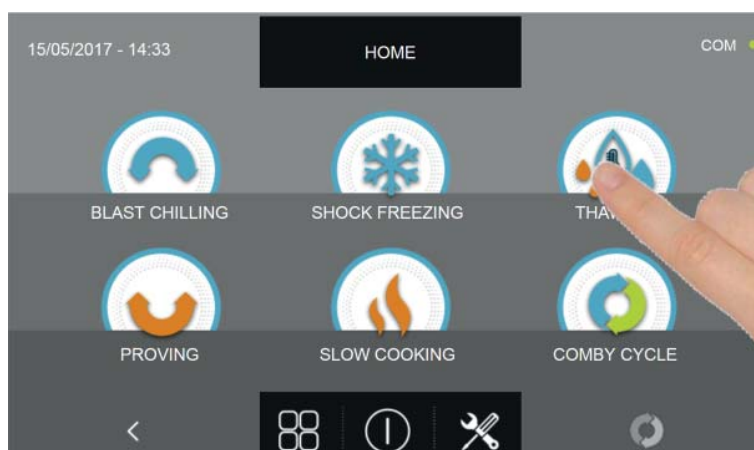 15/05/2017 - 14:33
HOME
COM
BLAST CHILLING
SHOCK FREEZING
PROVING
SLOW COOKING
COMBY CYCLE